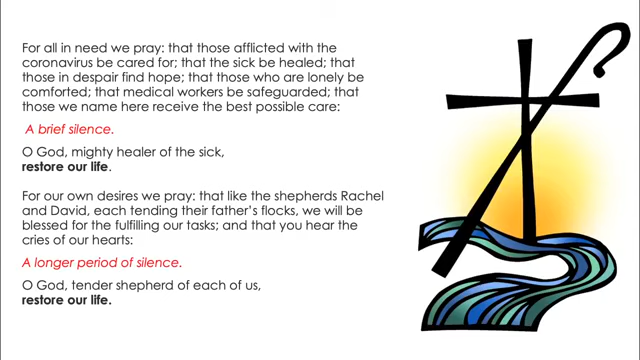 For all in need we pray: that those afflicted with the
coronavirus be cared for; that the sick be healed; that
those in despair find hope; that those who are lonely be
comforted; that medical workers be safeguarded; that
those we name here receive the best possible care:
A brief silence.
O God, mighty healer of the sick,
restore our life.
For our own desires we pray: that like the shepherds Rachel
and David, each tending their father's flocks, we will be
blessed for the fulfilling our tasks; and that you hear the
cries of our hearts:
A longer period of silence.
O God, tender shepherd of each of us,
restore our life.